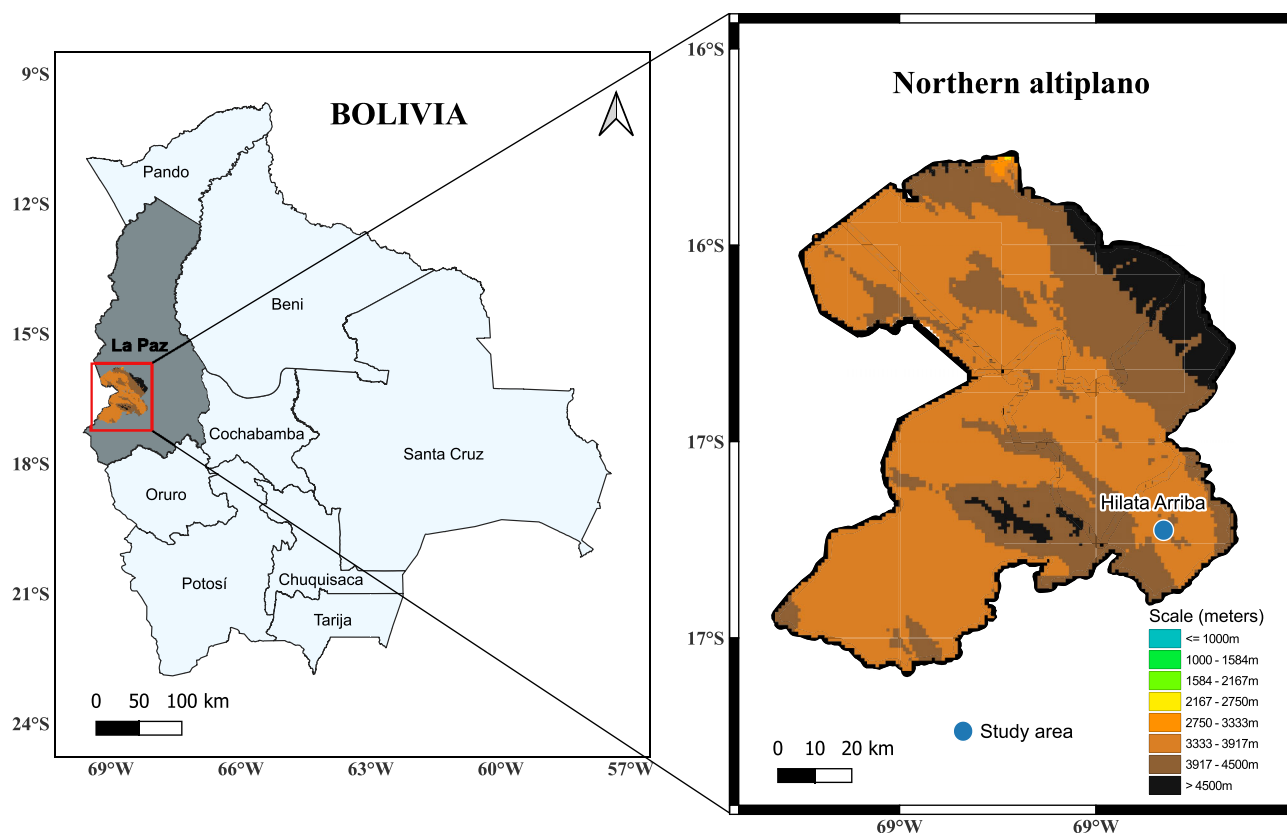 BOLIVIA
9°S
12°S
15°S
18°S
21°S
24°S
Pando
Beni
La Paz
Cochabamba
Santa Cruz
Oruro
Potosí
Chuquisaca
Tarija
0 50 100 km
69°W 66°W 63°W 60°W 57°W
Northern altiplano
16°S
16°S
17°S
17°S
Hilata Arriba
Scale (meters)
<= 1000m
1000 - 1584m
1584 - 2167m
2167 - 2750m
2750 - 3333m
3333 - 3917m
3917 - 4500m
> 4500m
Study area
0 10 20 km
69°W 69°W